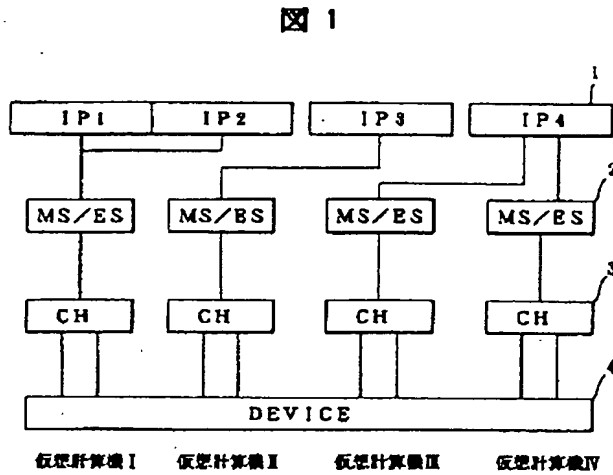 図 1
1
IP1 IP2 IP3 IP4
2
MS/ES MS/ES MS/ES MS/ES
3
CH CH CH CH
4
DEVICE
仮想計算機Ⅰ 仮想計算機Ⅱ 仮想計算機Ⅲ 仮想計算機Ⅳ